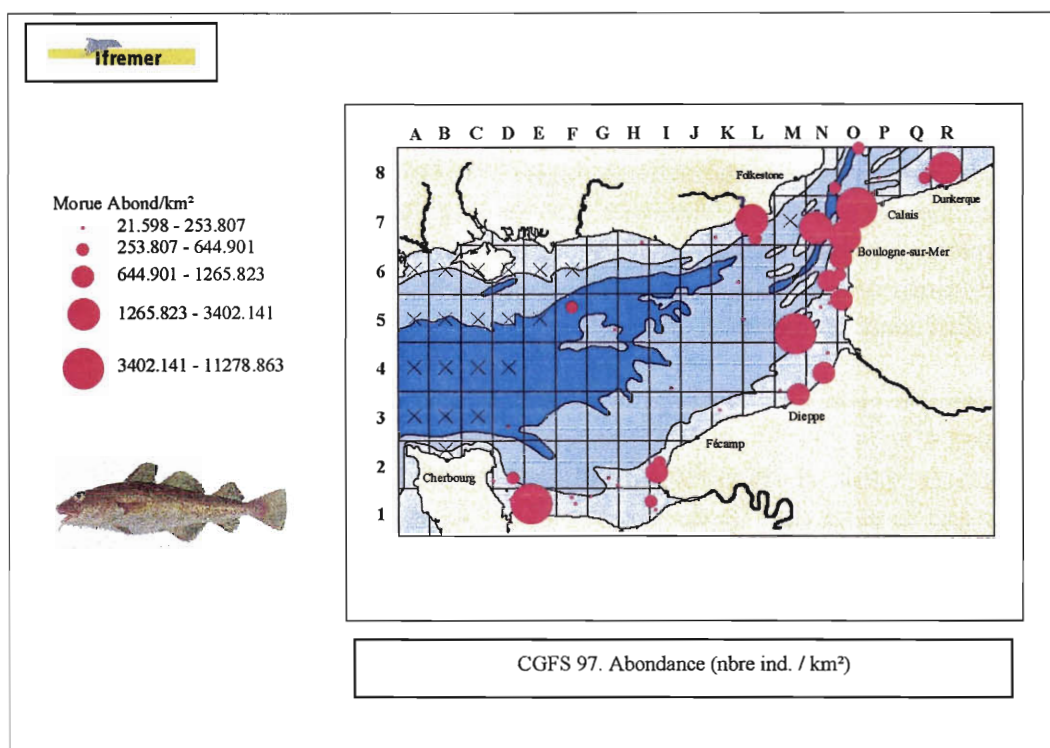 Ifremer
Morue Abond/km²
21.598 - 253.807
253.807 - 644.901
644.901 - 1265.823
1265.823 - 3402.141
3402.141 - 11278.863
A B C D E F G H I J K L M N O P Q R
8
7
6
5
4
3
2
1
Folkestone
Dunkerque
Calais
Boulogne-sur-Mer
Dieppe
Fécamp
Cherbourg
CGFS 97. Abondance (nbre ind. / km²)